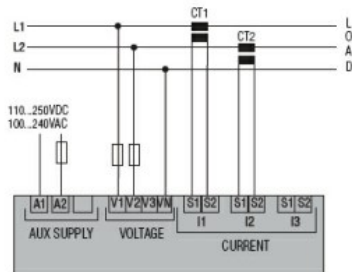 CT1
L1 L
L2 CT2 O
A
N D
110...250VDC
100...240VAC
A1 A2 V1 V2 V3 VN S1 S2 S1 S2 S1 S2
I1 I2 I3
AUX SUPPLY VOLTAGE
CURRENT